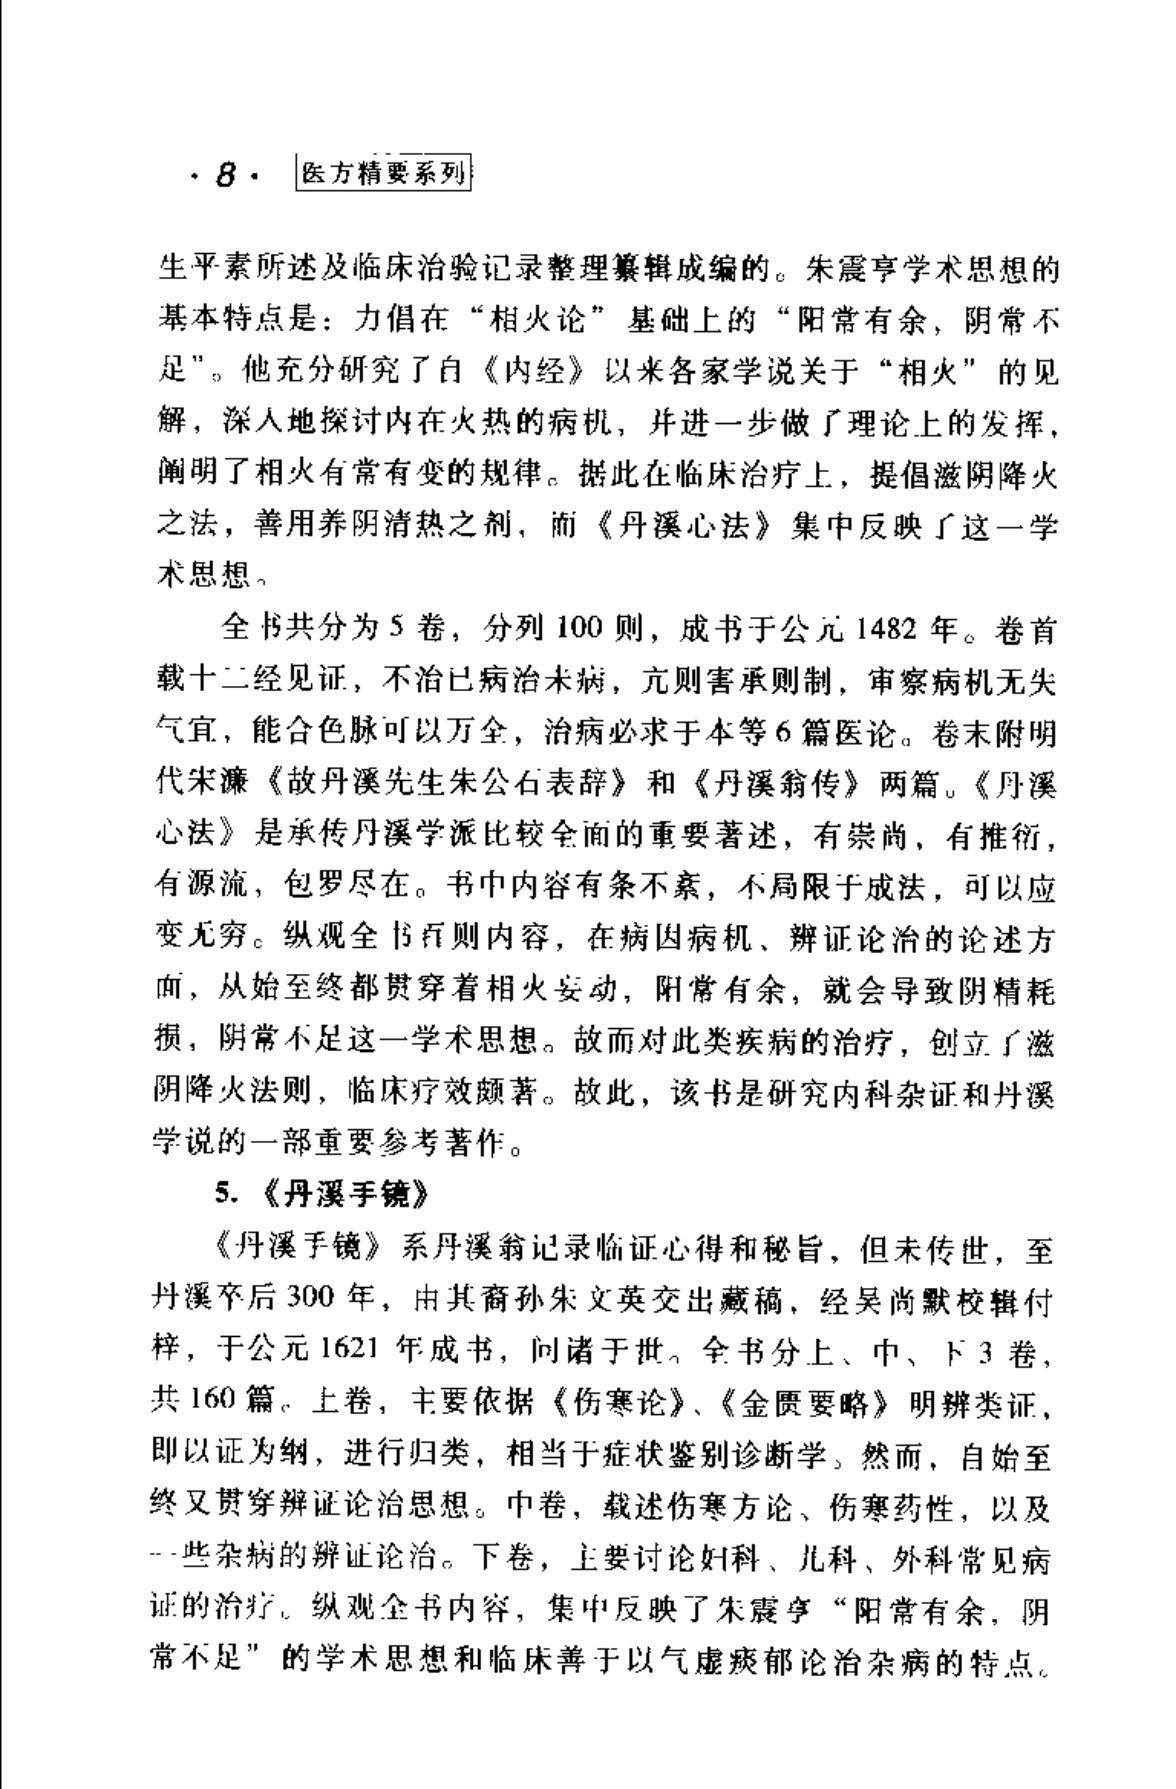 · 8 · 医方精要系列
生平素所述及临床治验记录整理纂辑成编的。朱震亨学术思想的
基本特点是：力倡在“相火论”基础上的“阳常有余，阴常不
足”。他充分研究了自《内经》以来各家学说关于“相火”的见
解，深入地探讨内在火热的病机，并进一步做了理论上的发挥，
阐明了相火有常有变的规律。据此在临床治疗上，提倡滋阴降火
之法，善用养阴清热之剂，而《丹溪心法》集中反映了这一学
术思想。
全书共分为5卷，分列100则，成书于公元1482年。卷首
载十二经见证，不治已病治未病，亢则害承则制，审察病机无失
气宜，能合色脉可以万全，治病必求于本等6篇医论。卷末附明
代宋濂《故丹溪先生朱公石表辞》和《丹溪翁传》两篇。《丹溪
心法》是承传丹溪学派比较全面的重要著述，有崇尚，有推衍，
有源流，包罗尽在。书中内容有条不紊，不局限于成法，可以应
变无穷。纵观全书百则内容，在病因病机、辨证论治的论述方
面，从始至终都贯穿着相火妄动，阳常有余，就会导致阴精耗
损，阴常不足这一学术思想。故而对此类疾病的治疗，创立了滋
阴降火法则，临床疗效颇著。故此，该书是研究内科杂证和丹溪
学说的一部重要参考著作。
5.《丹溪手镜》
《丹溪手镜》系丹溪翁记录临证心得和秘旨，但未传世，至
丹溪卒后300年，由其裔孙朱文英交出藏稿，经吴尚默校辑付
梓，于公元1621年成书，问诸于世。全书分上、中、下3卷，
共160篇。上卷，主要依据《伤寒论》、《金匮要略》明辨类证，
即以证为纲，进行归类，相当于症状鉴别诊断学。然而，自始至
终又贯穿辨证论治思想。中卷，载述伤寒方论、伤寒药性，以及
一些杂病的辨证论治。下卷，主要讨论妇科、儿科、外科常见病
证的治疗。纵观全书内容，集中反映了朱震亨“阳常有余，阴
常不足”的学术思想和临床善于以气虚痰郁论治杂病的特点。